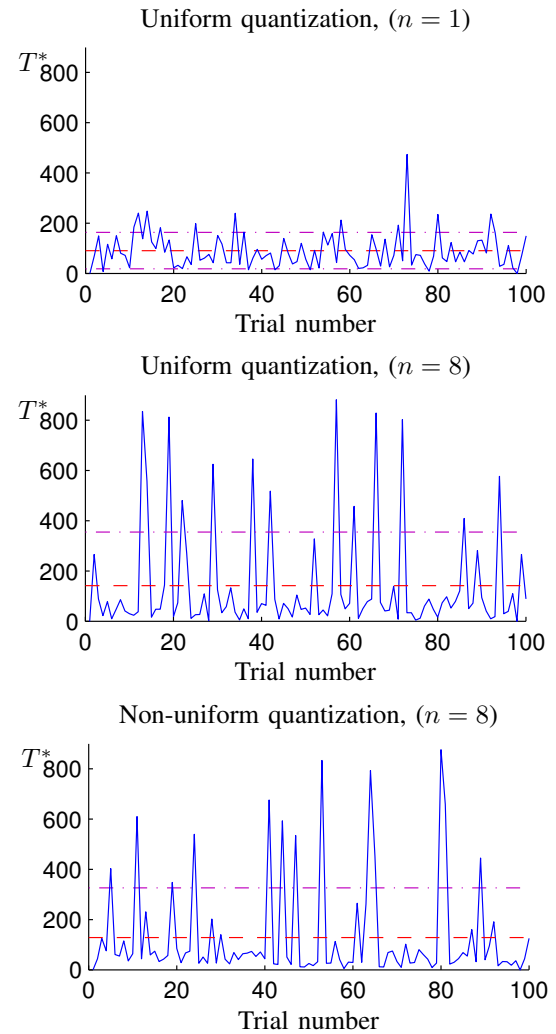 Uniform quantization, (n = 1)
T*
800
600
400
200
0
0 20 40 60 80 100
Trial number
Uniform quantization, (n = 8)
T*
800
600
400
200
0
0 20 40 60 80 100
Trial number
Non-uniform quantization, (n = 8)
T*
800
600
400
200
0
0 20 40 60 80 100
Trial number